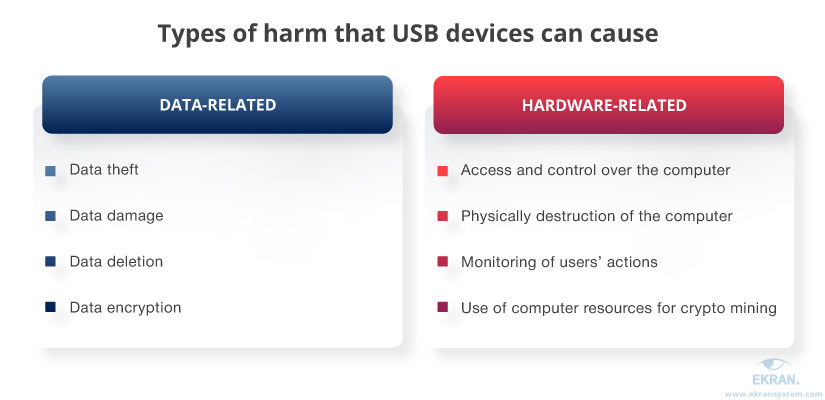 Types of harm that USB devices can cause
DATA-RELATED
Data theft
Data damage
Data deletion
Data encryption
HARDWARE-RELATED
Access and control over the computer
Physically destruction of the computer
Monitoring of users’ actions
Use of computer resources for crypto mining
EKRAN.
www.ekransystem.com